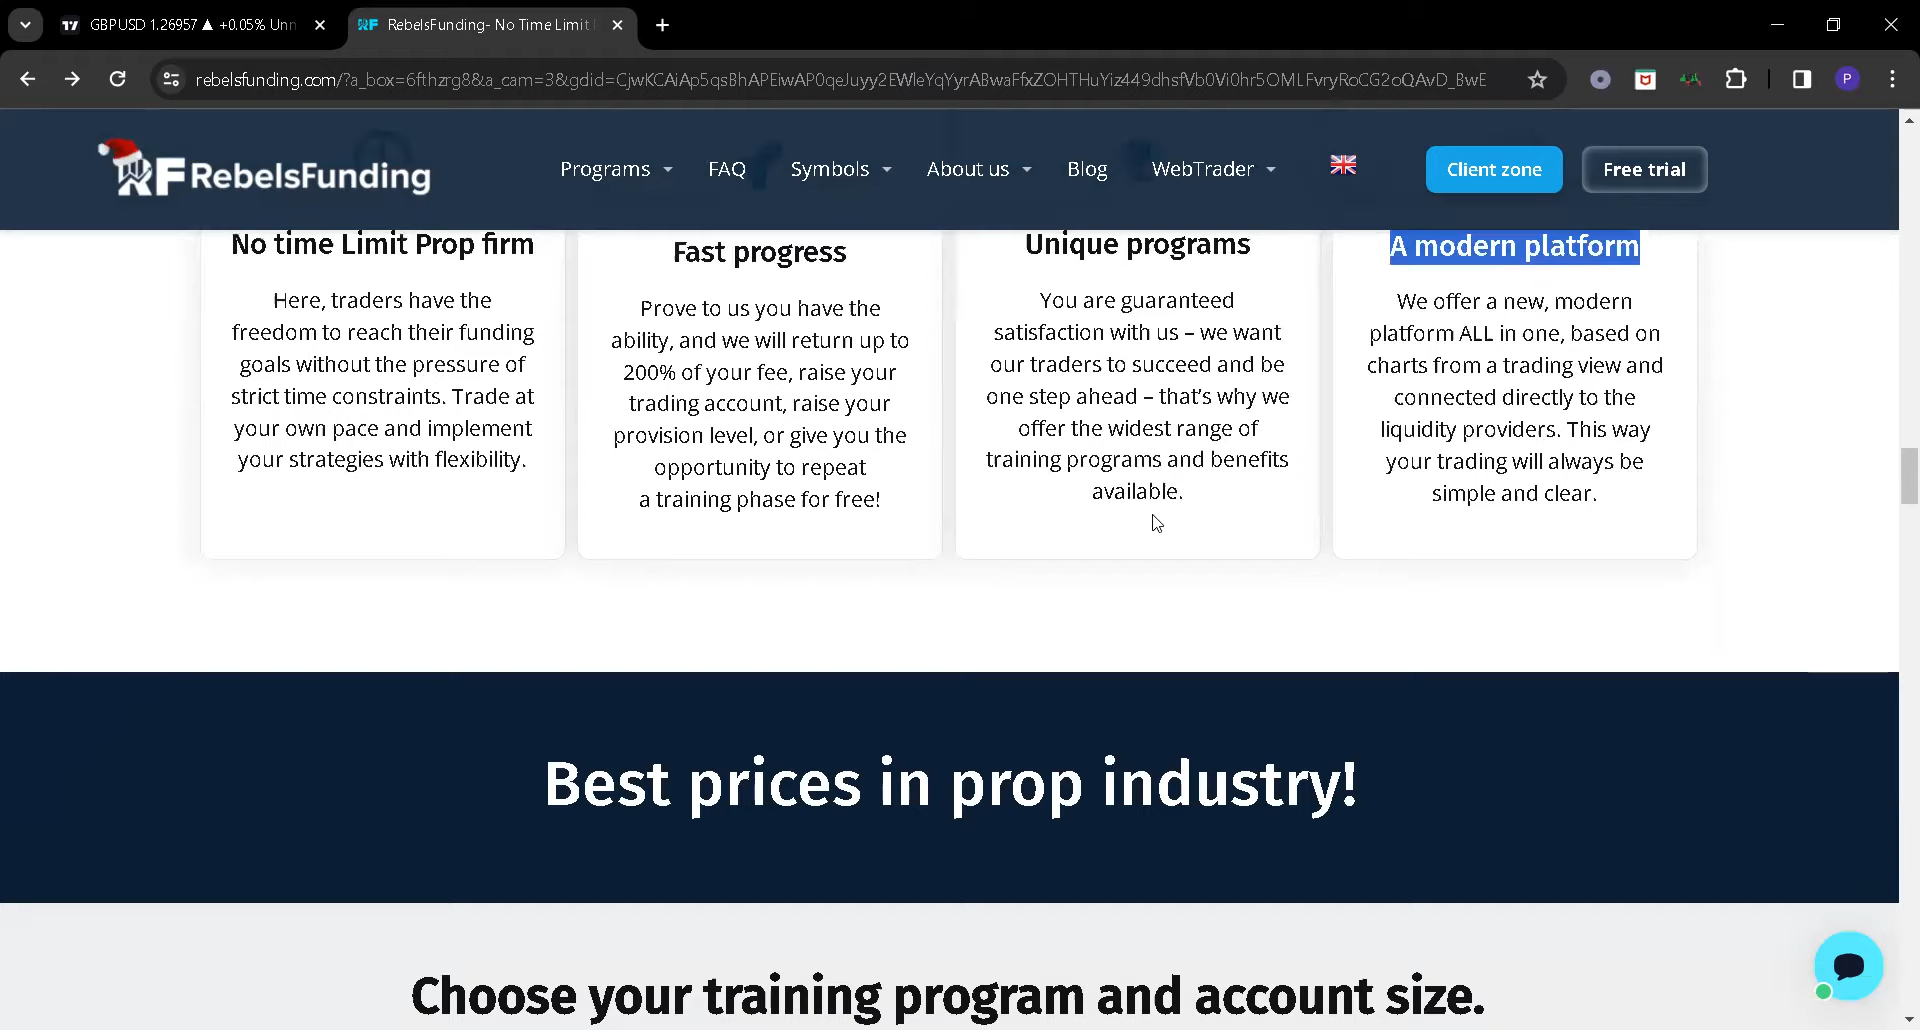 GBPUSD 1.26957 ▲ +0.05% Unn
RebelsFunding- No Time Limit
rebelsfunding.com/?a_box=6fthzrg8&a_cam=3&gdid=CjwKCAiAp5qsBhAPEiwAP0qeJuyy2EWleYqYyrABwaFfxZOHTHuYiz449dhsfVb0Vi0hr5OMLFvryRoCG2oQAvD_BwE
P
RF RebelsFunding
Programs
FAQ
Symbols
About us
Blog
WebTrader
Client zone
Free trial
No time Limit Prop firm
Here, traders have the
freedom to reach their funding
goals without the pressure of
strict time constraints. Trade at
your own pace and implement
your strategies with flexibility.
Fast progress
Prove to us you have the
ability, and we will return up to
200% of your fee, raise your
trading account, raise your
provision level, or give you the
opportunity to repeat
a training phase for free!
Unique programs
You are guaranteed
satisfaction with us – we want
our traders to succeed and be
one step ahead – that's why we
offer the widest range of
training programs and benefits
available.
A modern platform
We offer a new, modern
platform ALL in one, based on
charts from a trading view and
connected directly to the
liquidity providers. This way
your trading will always be
simple and clear.
Best prices in prop industry!
Choose your training program and account size.